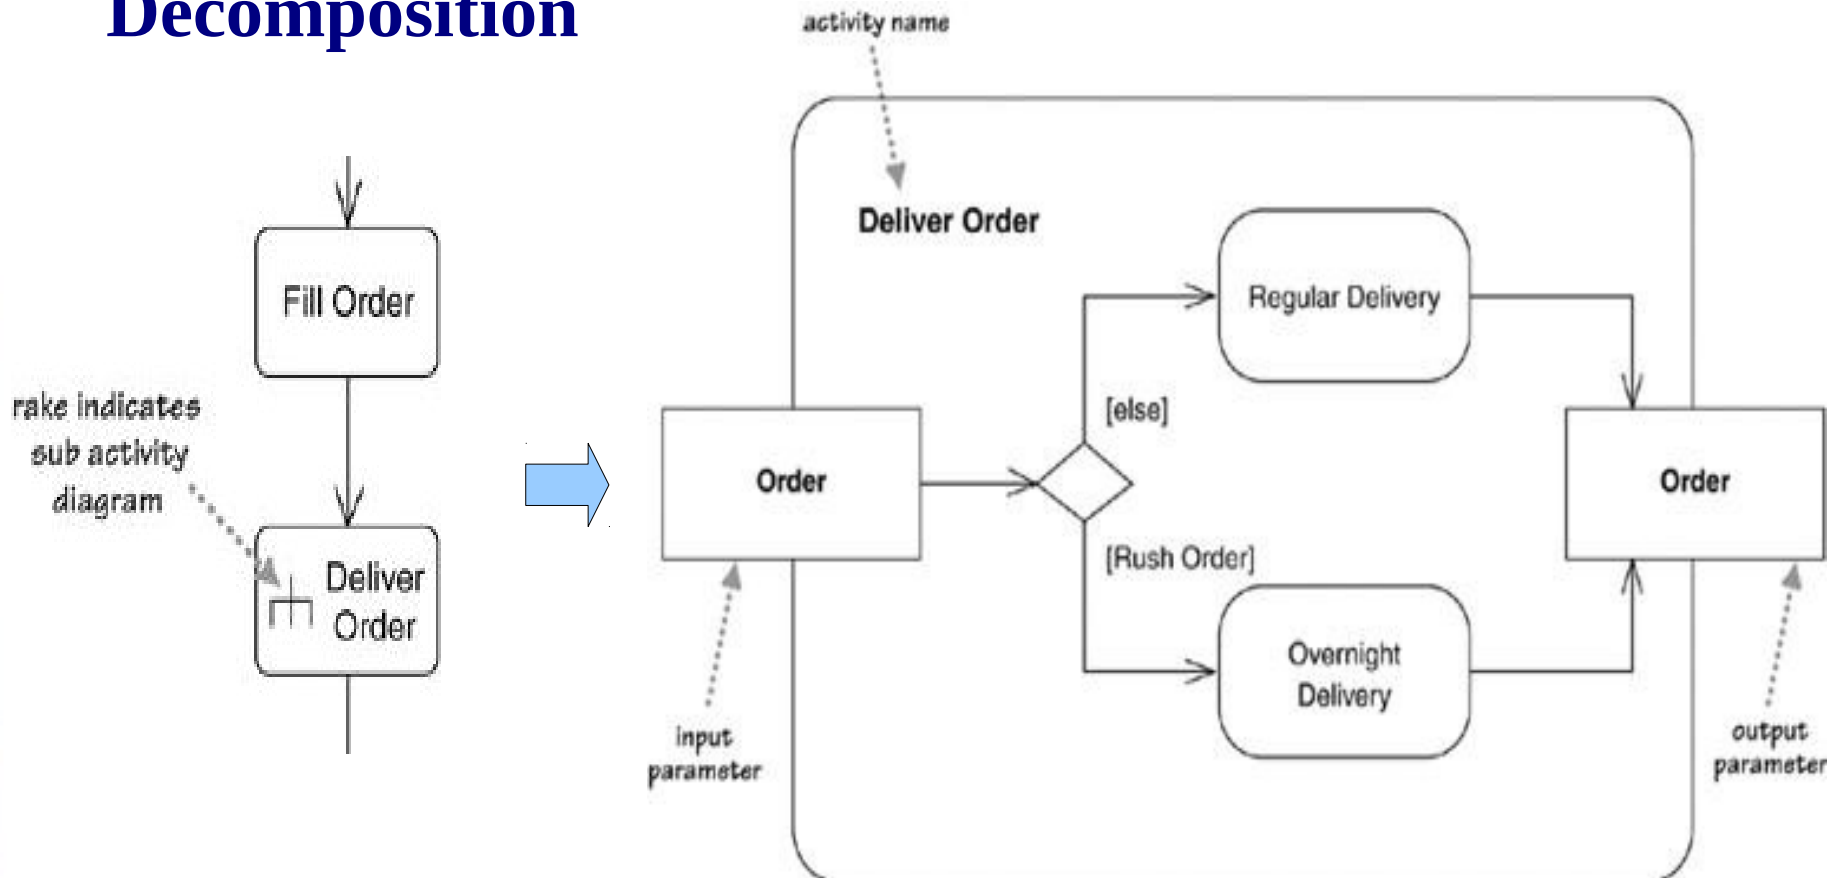 Decomposition
activity name
Deliver Order
Fill Order
rake indicates
sub activity
diagram
Deliver
Order
Regular Delivery
[else]
Order
Order
[Rush Order]
Overnight
Delivery
input
parameter
output
parameter